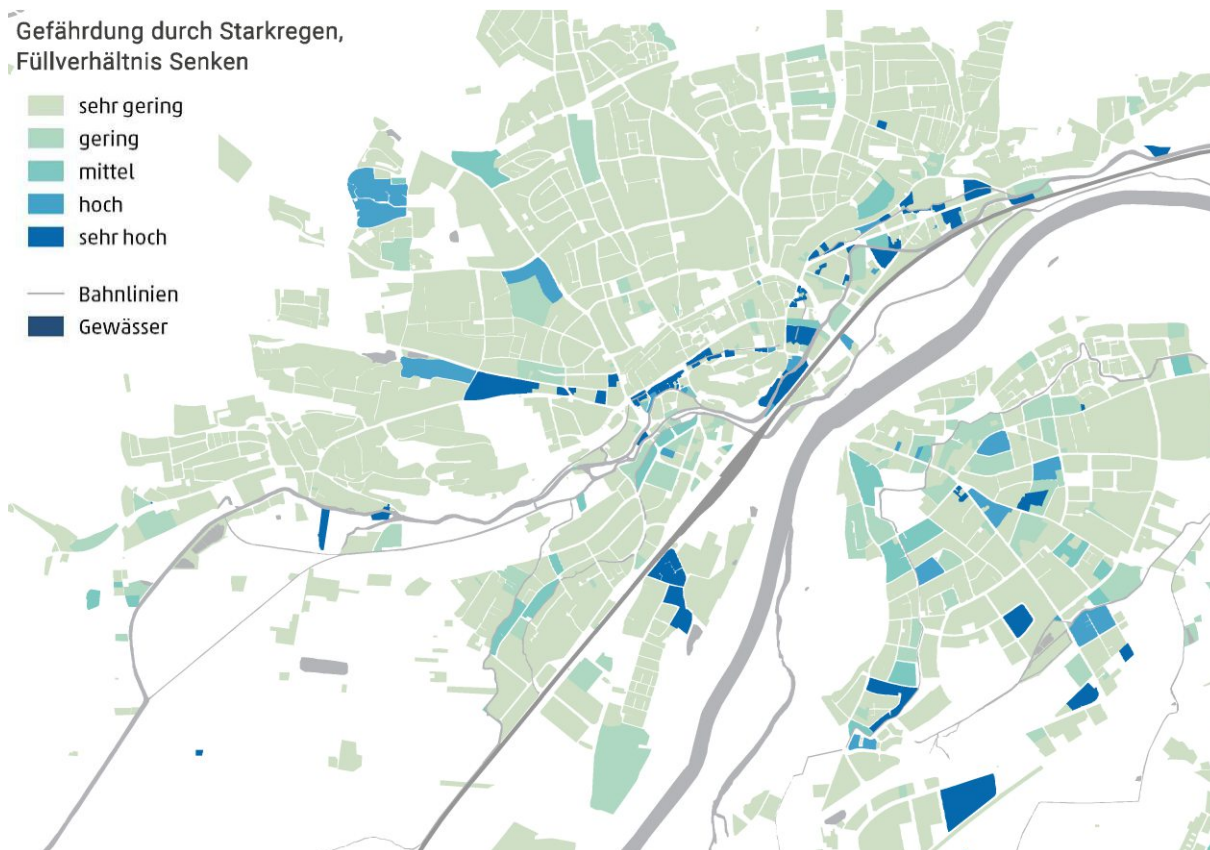 Gefährdung durch Starkregen,
Füllverhältnis Senken
sehr gering
gering
mittel
hoch
sehr hoch
Bahnlinien
Gewässer